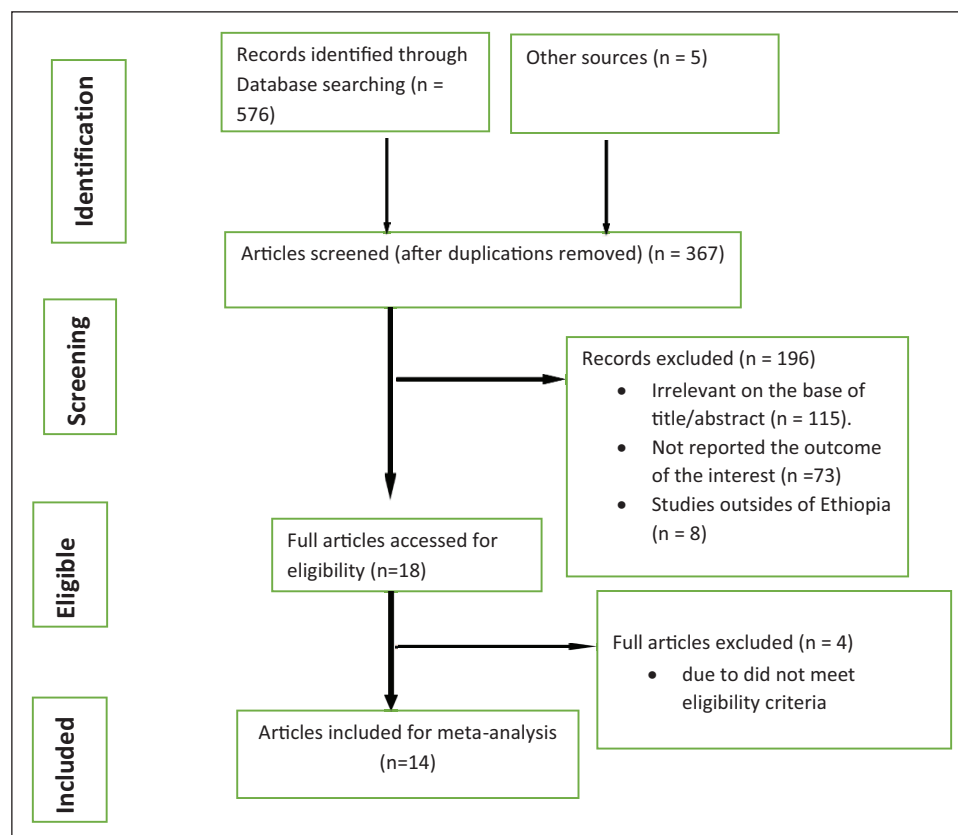 Identification
Records identified through
Database searching (n =
576)
Other sources (n = 5)
Articles screened (after duplications removed) (n = 367)
Screening
Records excluded (n = 196)
• Irrelevant on the base of
title/abstract (n = 115).
• Not reported the outcome
of the interest (n =73)
• Studies outsides of Ethiopia
(n = 8)
Eligible
Full articles accessed for
eligibility (n=18)
Full articles excluded (n = 4)
• due to did not meet
eligibility criteria
Included
Articles included for meta-analysis
(n=14)